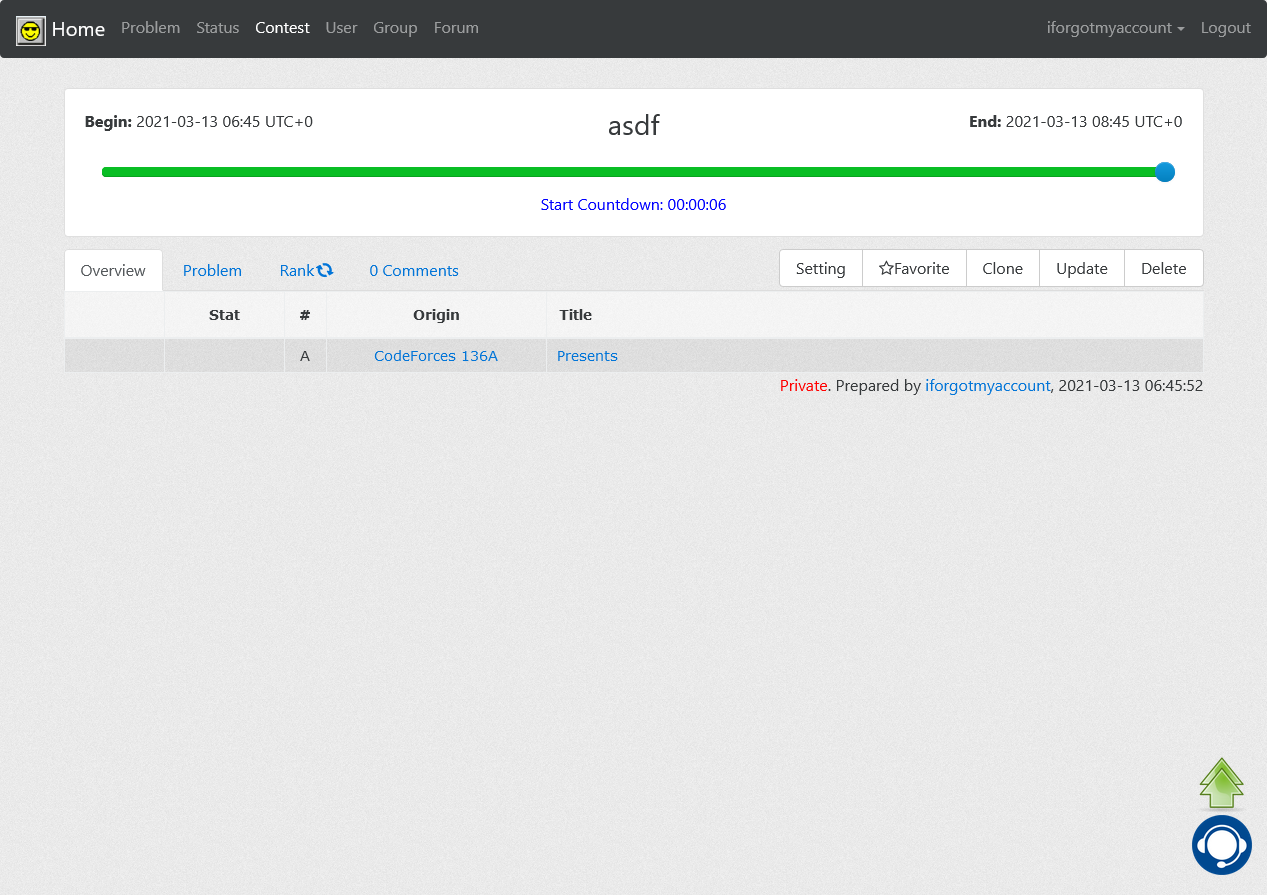 Home Problem Status Contest User Group Forum iforgotmyaccount Logout
Begin: 2021-03-13 06:45 UTC+0 asdf End: 2021-03-13 08:45 UTC+0
Start Countdown: 00:00:06
Overview Problem Rank 0 Comments Setting Favorite Clone Update Delete
Stat # Origin Title
A CodeForces 136A Presents
Private. Prepared by iforgotmyaccount, 2021-03-13 06:45:52